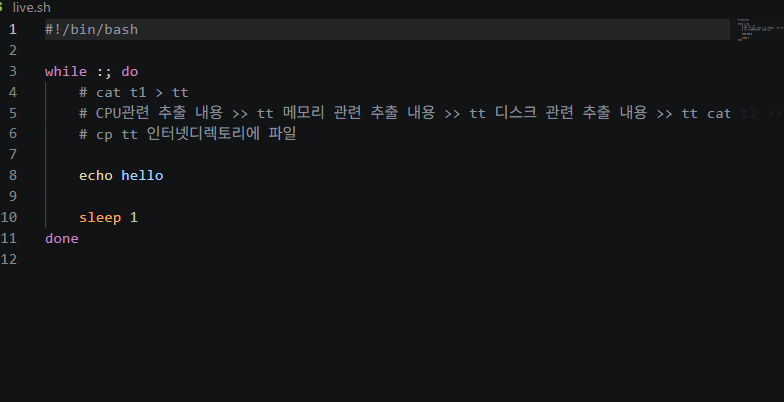 live.sh
1 #!/bin/bash
2
3 while :; do
4 # cat t1 > tt
5 # CPU관련 추출 내용 >> tt 메모리 관련 추출 내용 >> tt 디스크 관련 추출 내용 >> tt cat t2 >>
6 # cp tt 인터넷디렉토리에 파일
7
8 echo hello
9
10 sleep 1
11 done
12